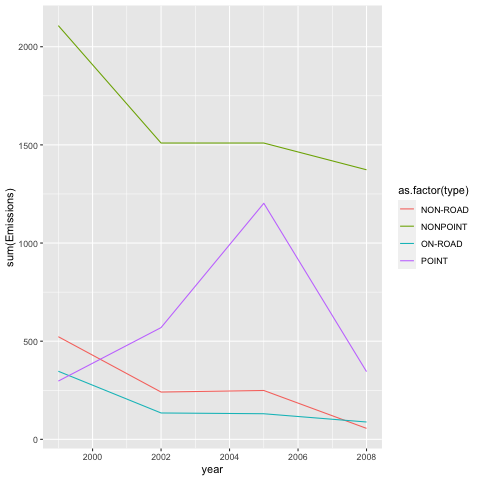 2000
1500
1000
500
0
sum(Emissions)
2000
2002
2004
2006
2008
year
as.factor(type)
NON-ROAD
NONPOINT
ON-ROAD
POINT